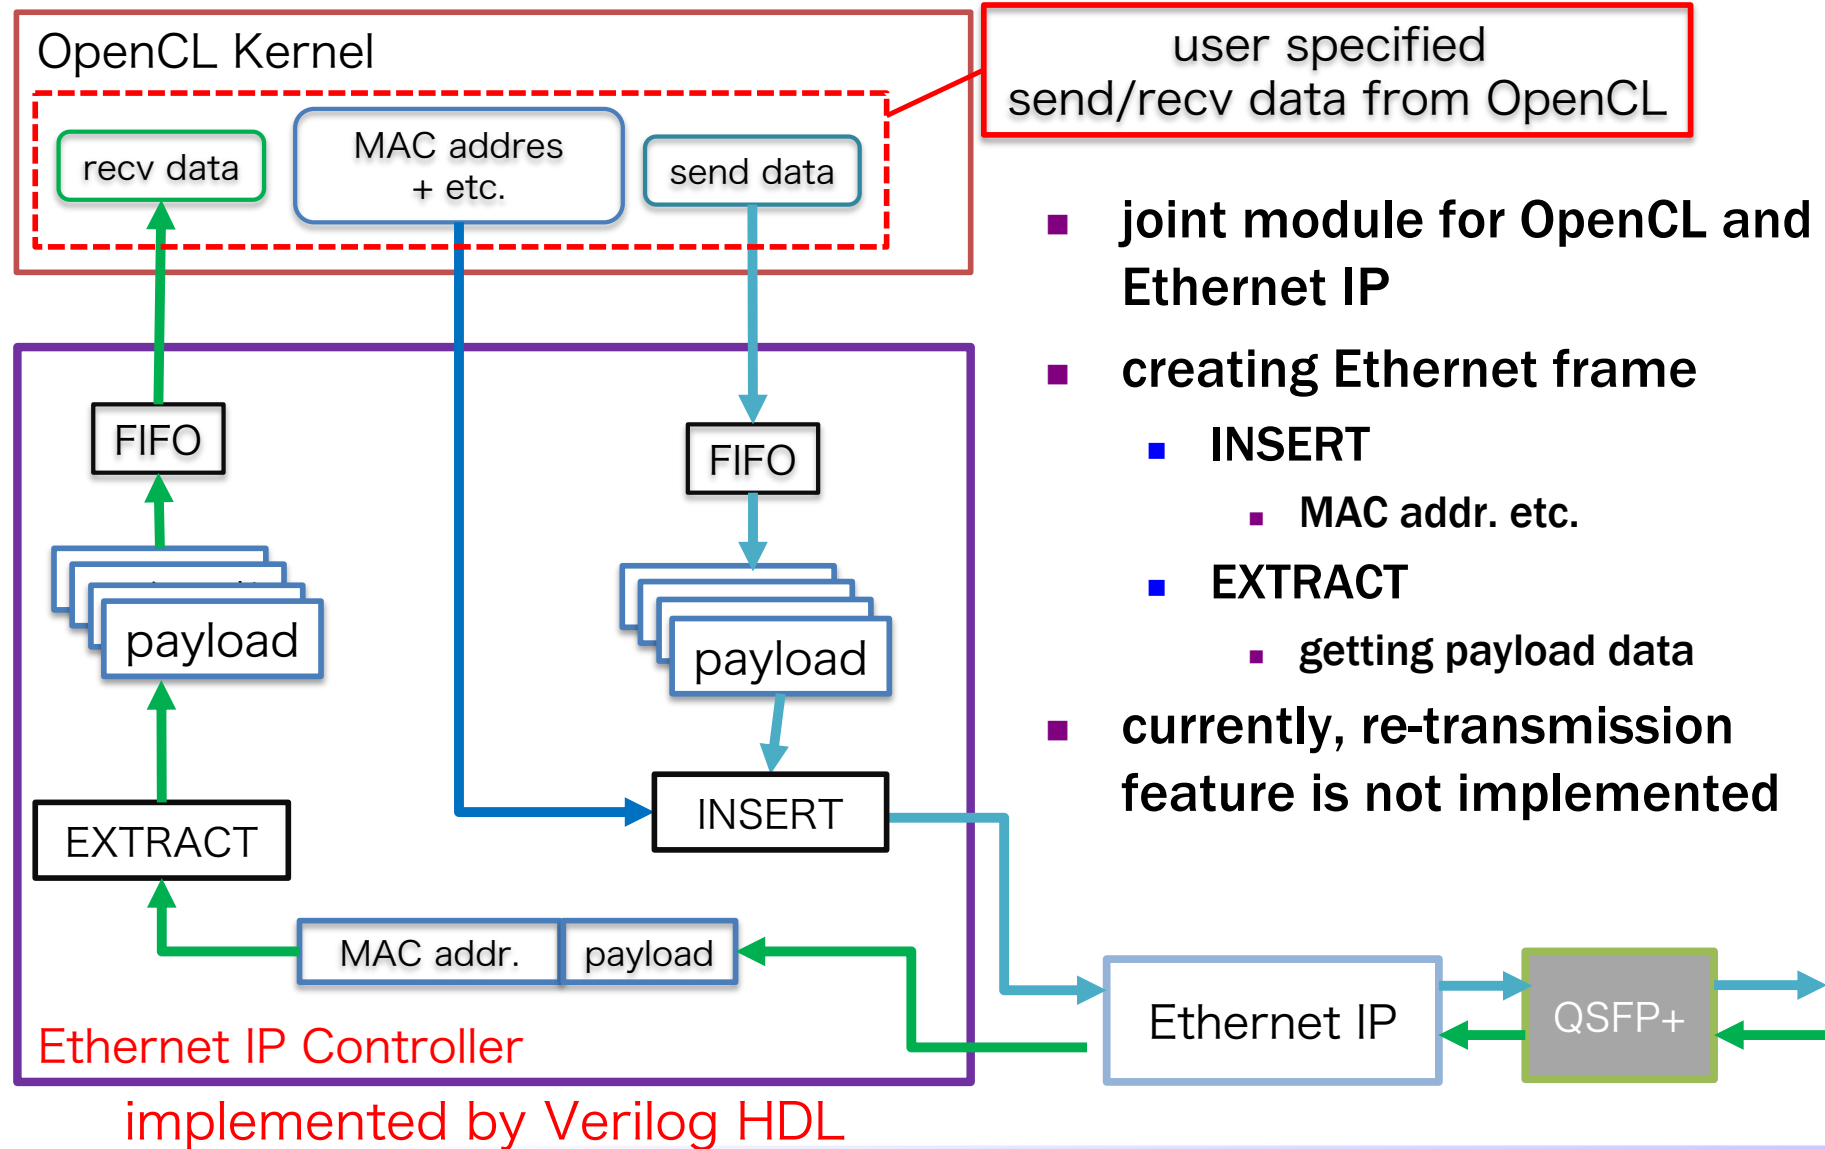 OpenCL Kernel
user specified
send/recv data from OpenCL
recv data
MAC addres
+ etc.
send data
FIFO
FIFO
payload
payload
EXTRACT
INSERT
MAC addr.
payload
Ethernet IP Controller
implemented by Verilog HDL
Ethernet IP
QSFP+
joint module for OpenCL and
Ethernet IP
creating Ethernet frame
INSERT
MAC addr. etc.
EXTRACT
getting payload data
currently, re-transmission
feature is not implemented